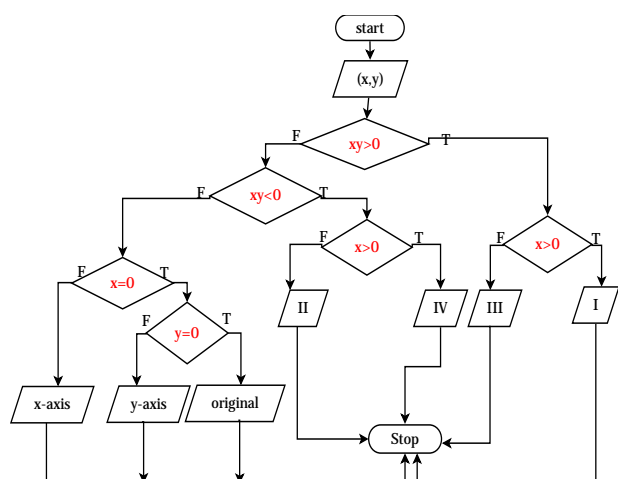 start
(x,y)
F
xy>0
T
F
xy<0
T
F
x>0
T
F
x>0
T
F
x=0
T
II
IV
III
I
F
y=0
T
x-axis
y-axis
original
Stop